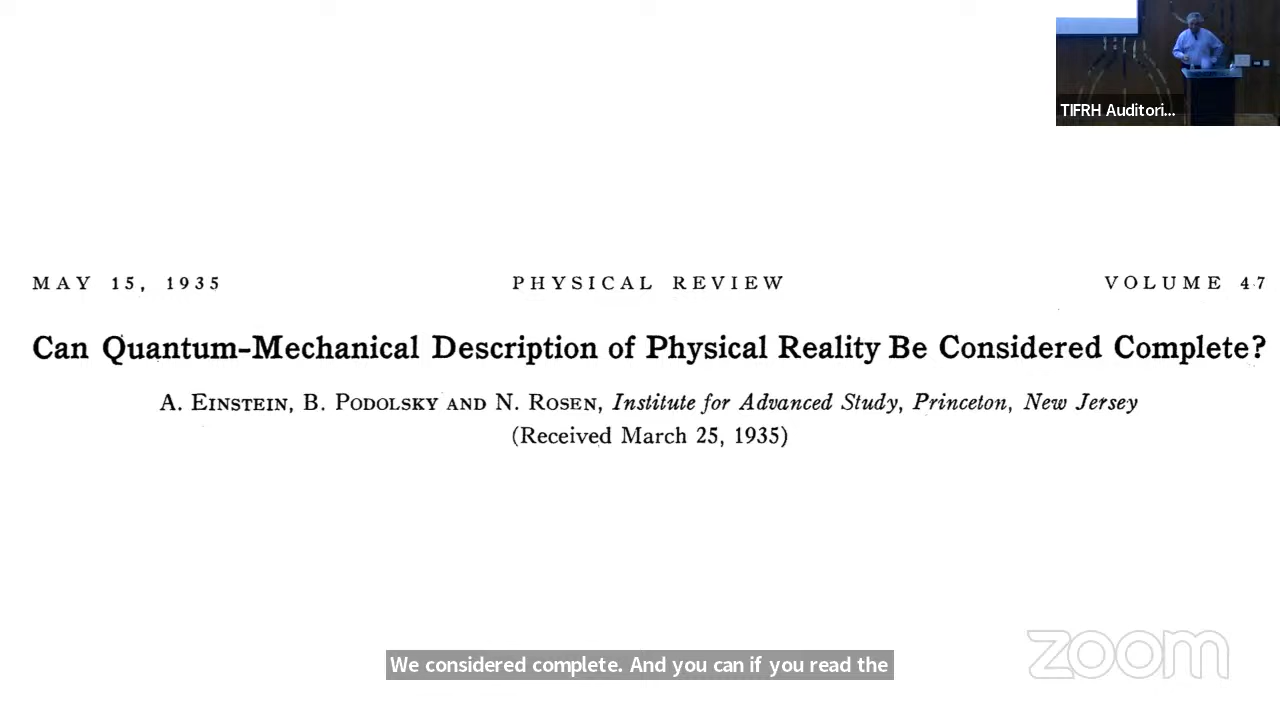 TIFRH Auditori...
MAY 15, 1935 PHYSICAL REVIEW VOLUME 47
Can Quantum-Mechanical Description of Physical Reality Be Considered Complete?
A. EINSTEIN, B. PODOLSKY AND N. ROSEN, Institute for Advanced Study, Princeton, New Jersey
(Received March 25, 1935)
We considered complete. And you can if you read the
zoom